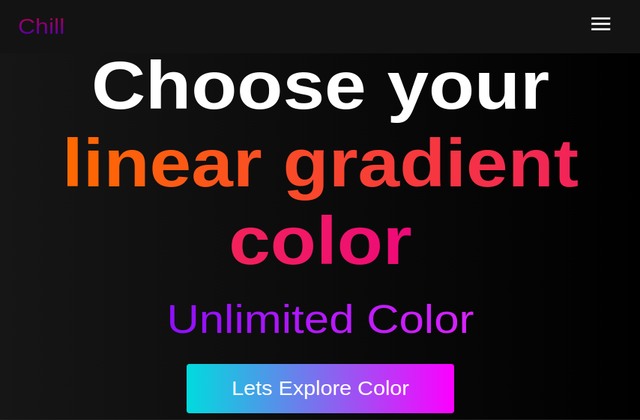 Chill
Choose your
linear gradient
color
Unlimited Color
Lets Explore Color